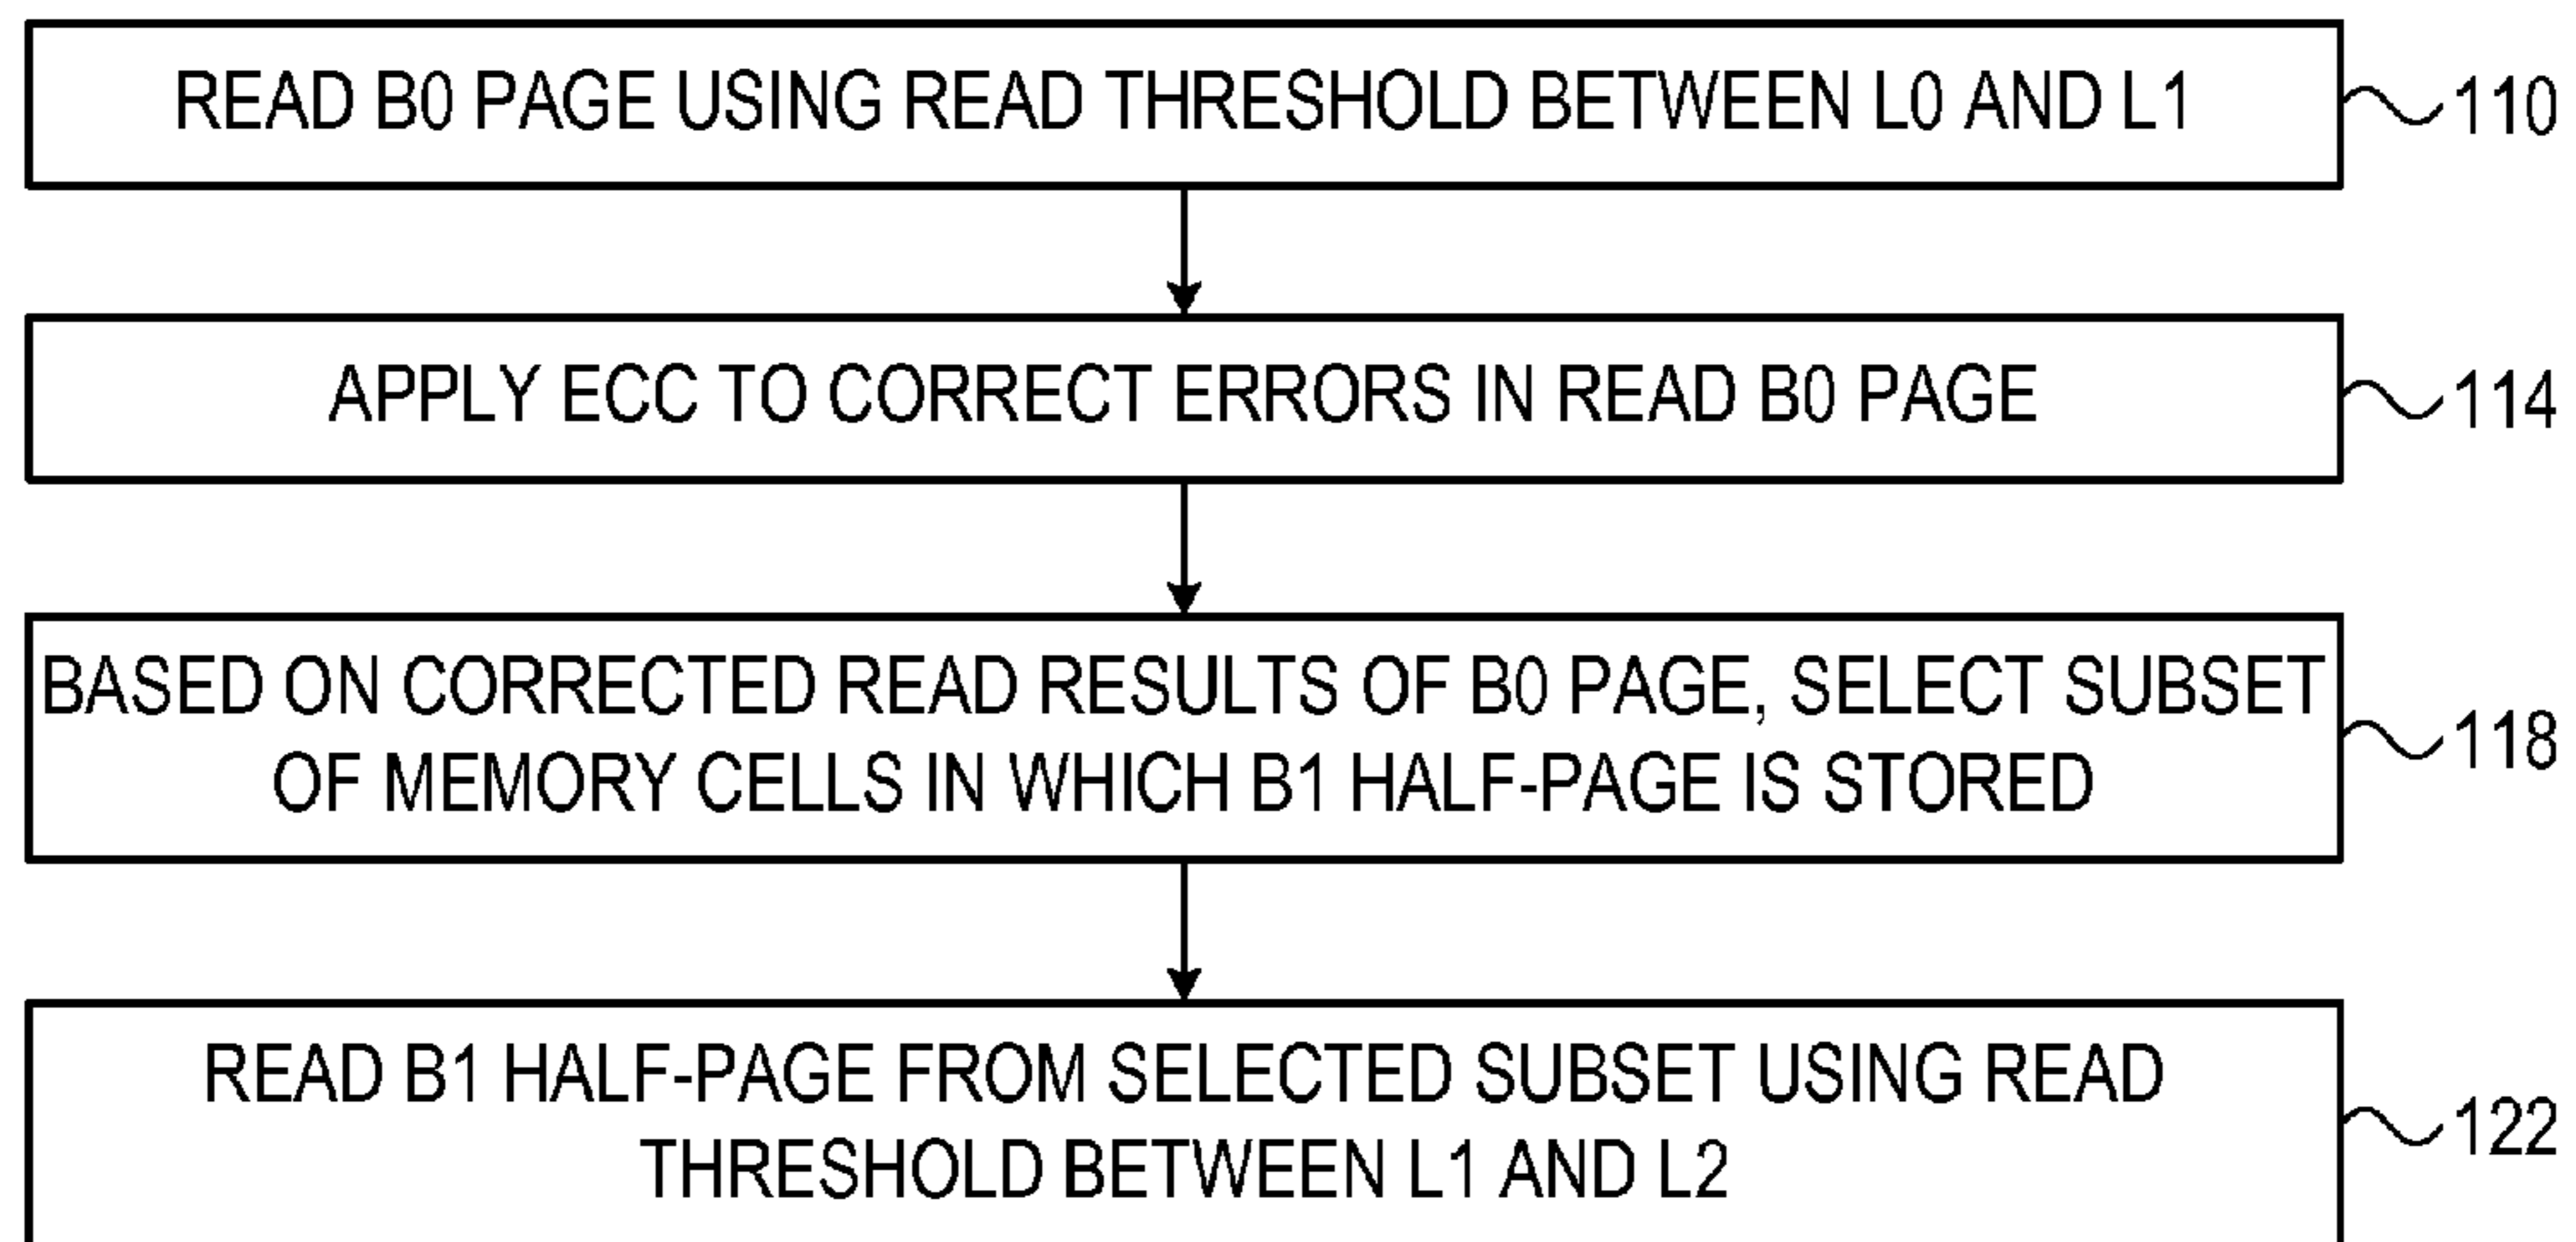 READ B0 PAGE USING READ THRESHOLD BETWEEN L0 AND L1
110
APPLY ECC TO CORRECT ERRORS IN READ B0 PAGE
114
BASED ON CORRECTED READ RESULTS OF B0 PAGE, SELECT SUBSET
OF MEMORY CELLS IN WHICH B1 HALF-PAGE IS STORED
118
READ B1 HALF-PAGE FROM SELECTED SUBSET USING READ
THRESHOLD BETWEEN L1 AND L2
122